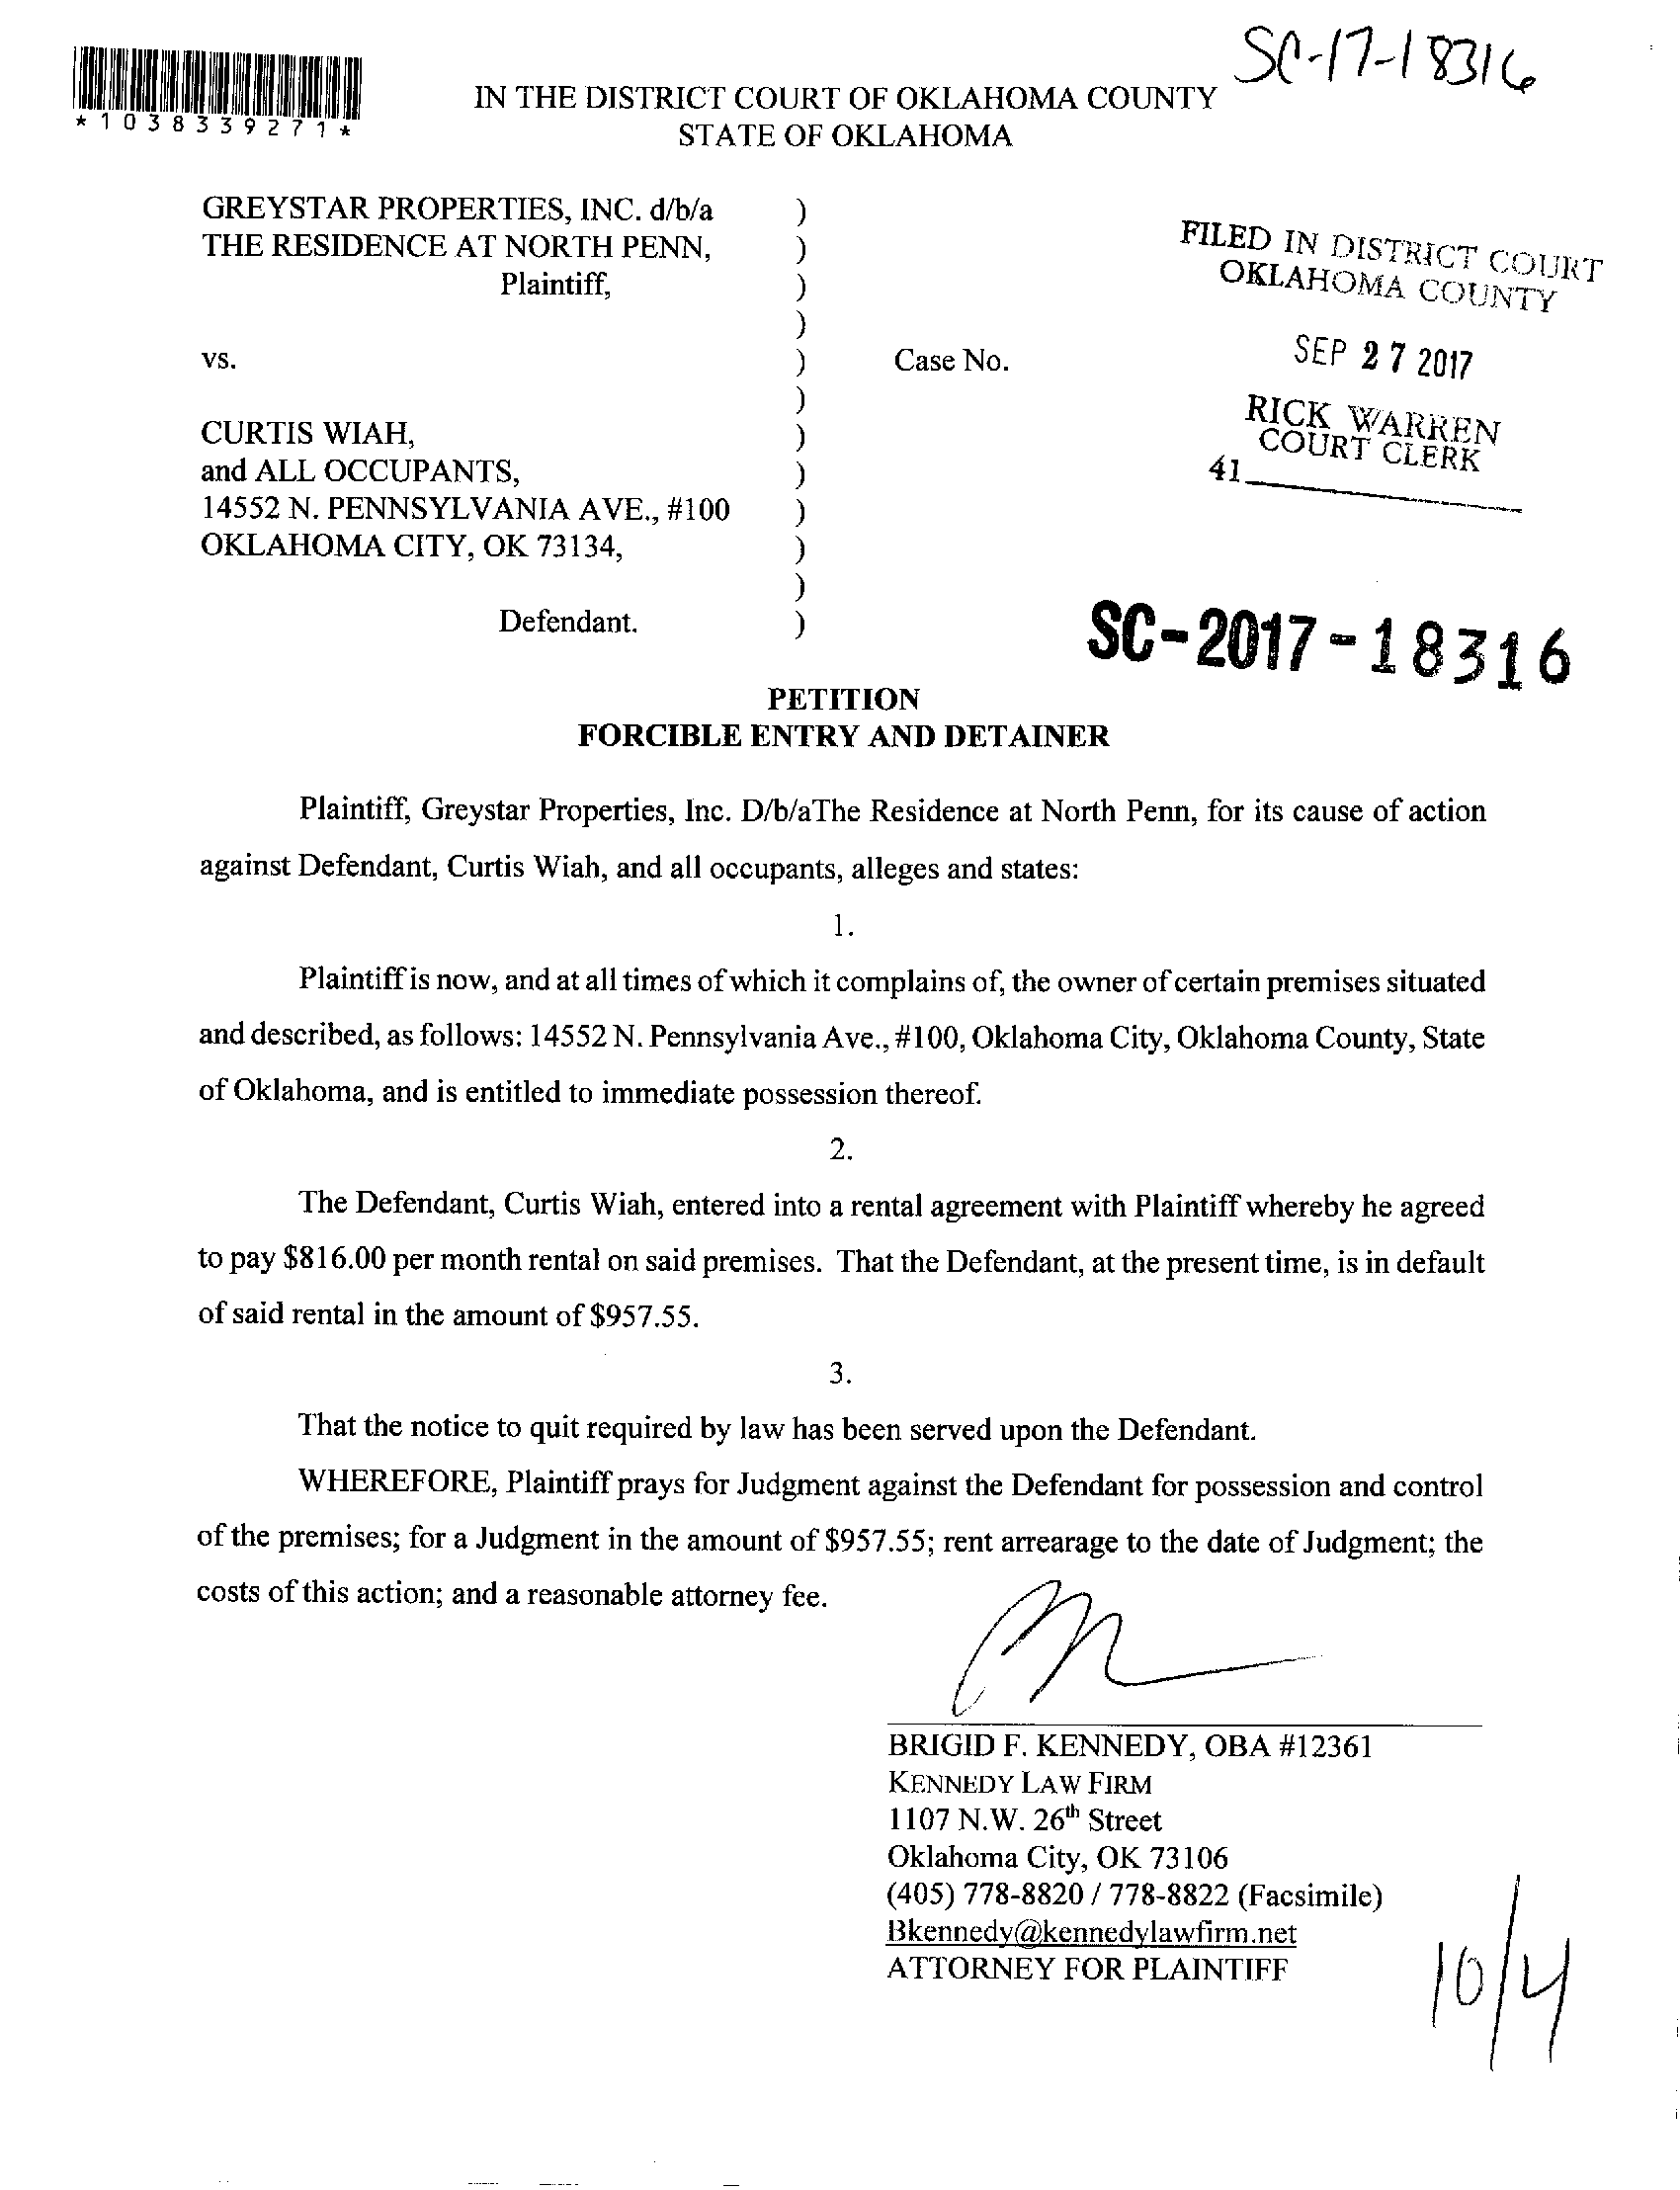 SC-17-18316
*1038339271*
IN THE DISTRICT COURT OF OKLAHOMA COUNTY
STATE OF OKLAHOMA
GREYSTAR PROPERTIES, INC. d/b/a )
THE RESIDENCE AT NORTH PENN, )
Plaintiff, )
)
vs. ) Case No.
)
CURTIS WIAH, )
and ALL OCCUPANTS, )
14552 N. PENNSYLVANIA AVE., #100 )
OKLAHOMA CITY, OK 73134, )
)
Defendant. )
FILED IN DISTRICT COURT
OKLAHOMA COUNTY
SEP 27 2017
RICK WARREN
COURT CLERK
41
SC-2017-18316
PETITION
FORCIBLE ENTRY AND DETAINER
Plaintiff, Greystar Properties, Inc. D/b/aThe Residence at North Penn, for its cause of action
against Defendant, Curtis Wiah, and all occupants, alleges and states:
1.
Plaintiff is now, and at all times of which it complains of, the owner of certain premises situated
and described, as follows: 14552 N. Pennsylvania Ave., #100, Oklahoma City, Oklahoma County, State
of Oklahoma, and is entitled to immediate possession thereof.
2.
The Defendant, Curtis Wiah, entered into a rental agreement with Plaintiff whereby he agreed
to pay $816.00 per month rental on said premises. That the Defendant, at the present time, is in default
of said rental in the amount of $957.55.
3.
That the notice to quit required by law has been served upon the Defendant.
WHEREFORE, Plaintiff prays for Judgment against the Defendant for possession and control
of the premises; for a Judgment in the amount of $957.55; rent arrearage to the date of Judgment; the
costs of this action; and a reasonable attorney fee.
BRIGID F. KENNEDY, OBA #12361
KENNEDY LAW FIRM
1107 N.W. 26th Street
Oklahoma City, OK 73106
(405) 778-8820 / 778-8822 (Facsimile)
Bkennedy@kennedylawfirm.net
ATTORNEY FOR PLAINTIFF
10/4